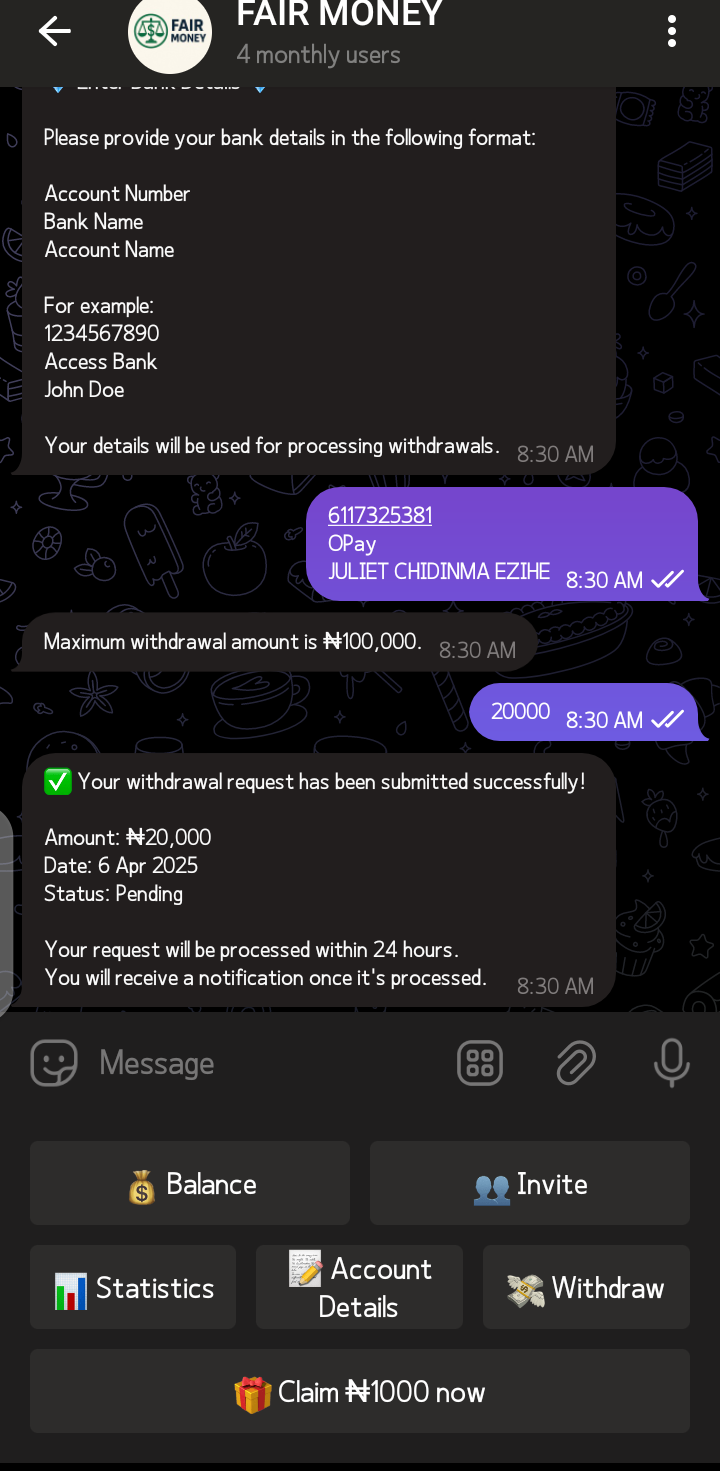 FAIR MONEY
FAIR
MONEY
4 monthly users
Enter Bank Details
Please provide your bank details in the following format:
Account Number
Bank Name
Account Name
For example:
1234567890
Access Bank
John Doe
Your details will be used for processing withdrawals. 8:30 AM
6117325381
OPay
JULIET CHIDINMA EZIHE 8:30 AM
Maximum withdrawal amount is ₦100,000. 8:30 AM
20000 8:30 AM
✅ Your withdrawal request has been submitted successfully!
Amount: ₦20,000
Date: 6 Apr 2025
Status: Pending
Your request will be processed within 24 hours.
You will receive a notification once it's processed. 8:30 AM
Message
💰 Balance
👥 Invite
📊 Statistics
📝 Account
Details
💸 Withdraw
🎁 Claim ₦1000 now